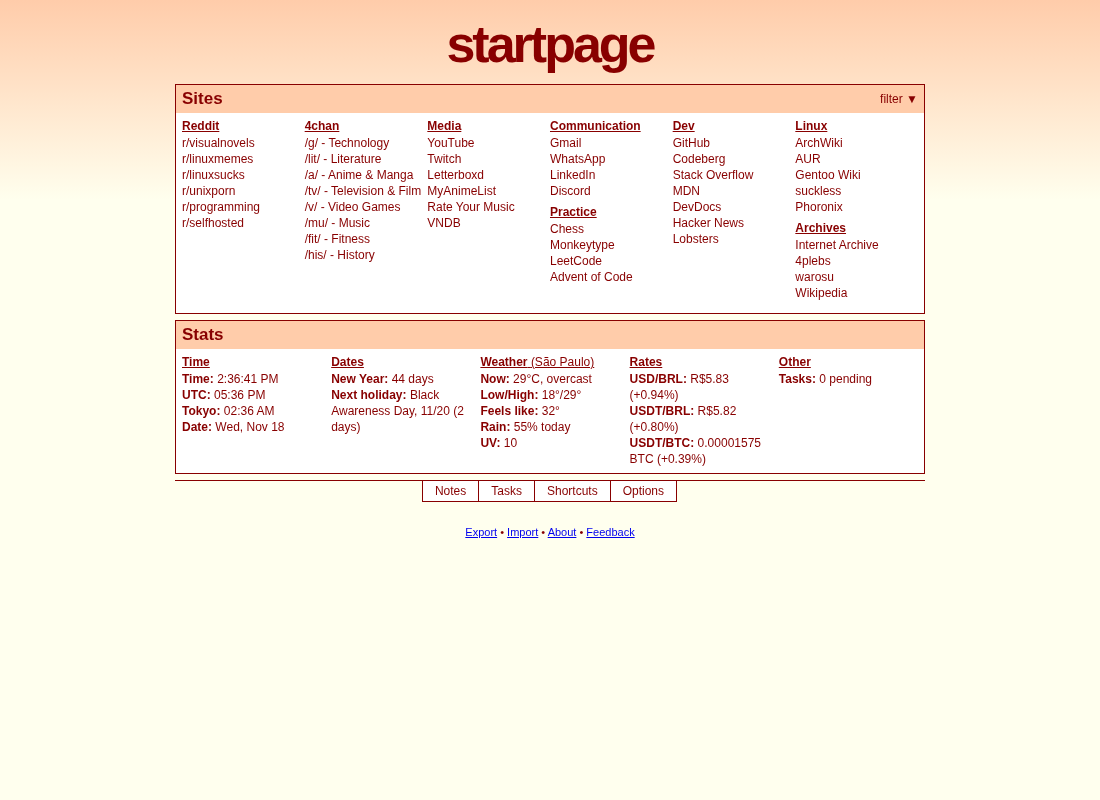 startpage
Sites
filter ▼
Reddit
r/visualnovels
r/linuxmemes
r/linuxsucks
r/unixporn
r/programming
r/selfhosted
4chan
/g/ - Technology
/lit/ - Literature
/a/ - Anime & Manga
/tv/ - Television & Film
/v/ - Video Games
/mu/ - Music
/fit/ - Fitness
/his/ - History
Media
YouTube
Twitch
Letterboxd
MyAnimeList
Rate Your Music
VNDB
Communication
Gmail
WhatsApp
LinkedIn
Discord
Practice
Chess
Monkeytype
LeetCode
Advent of Code
Dev
GitHub
Codeberg
Stack Overflow
MDN
DevDocs
Hacker News
Lobsters
Linux
ArchWiki
AUR
Gentoo Wiki
suckless
Phoronix
Archives
Internet Archive
4plebs
warosu
Wikipedia
Stats
Time
Time: 2:36:41 PM
UTC: 05:36 PM
Tokyo: 02:36 AM
Date: Wed, Nov 18
Dates
New Year: 44 days
Next holiday: Black
Awareness Day, 11/20 (2
days)
Weather (São Paulo)
Now: 29°C, overcast
Low/High: 18°/29°
Feels like: 32°
Rain: 55% today
UV: 10
Rates
USD/BRL: R$5.83
(+0.94%)
USDT/BRL: R$5.82
(+0.80%)
USDT/BTC: 0.00001575
BTC (+0.39%)
Other
Tasks: 0 pending
Notes
Tasks
Shortcuts
Options
Export • Import • About • Feedback